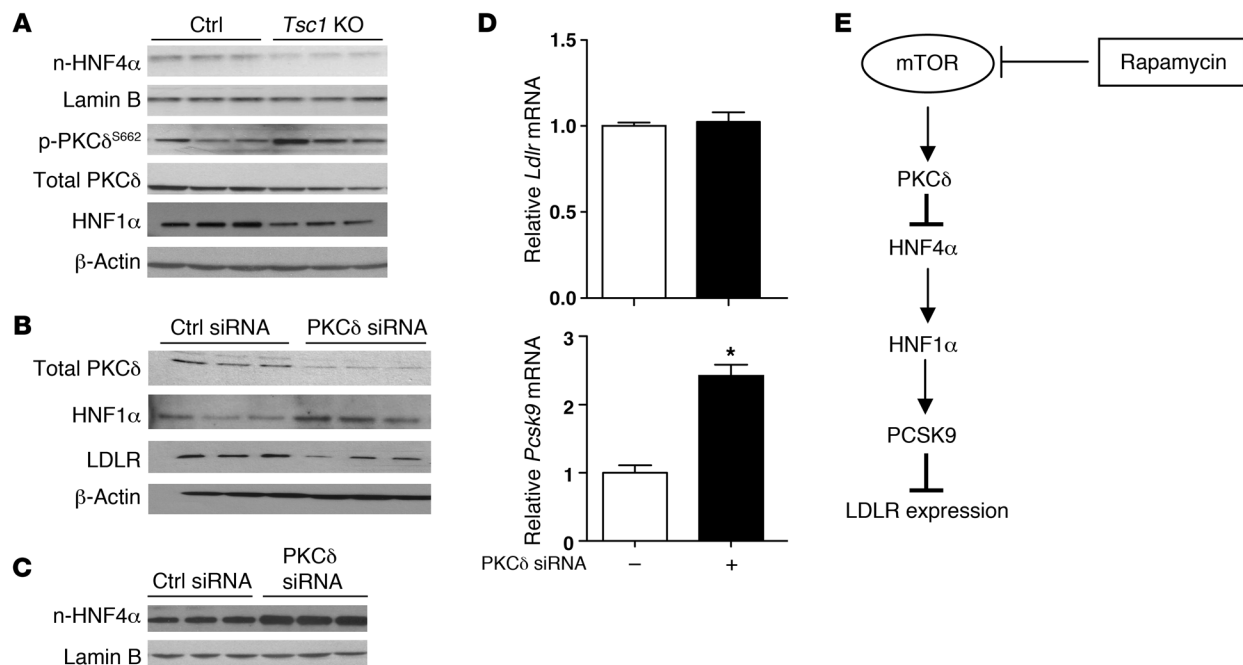 A
Ctrl Tsc1 KO
n-HNF4α
Lamin B
p-PKCδS662
Total PKCδ
HNF1α
β-Actin
B
Ctrl siRNA PKCδ siRNA
Total PKCδ
HNF1α
LDLR
β-Actin
C
Ctrl siRNA PKCδ
siRNA
n-HNF4α
Lamin B
D
Relative Ldlr mRNA
1.5
1.0
0.5
0.0
Relative Pcsk9 mRNA
3
2
1
0
*
PKCδ siRNA – +
E
mTOR Rapamycin
PKCδ
HNF4α
HNF1α
PCSK9
LDLR expression